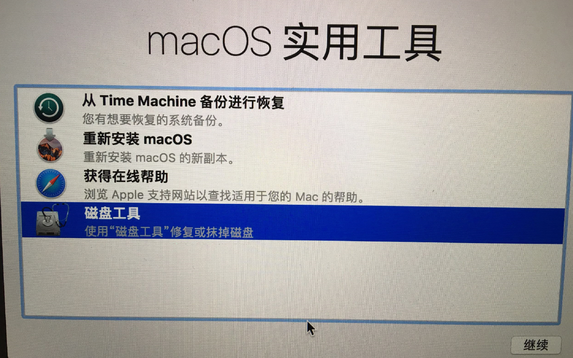 macOS 实用工具
从 Time Machine 备份进行恢复
您有想要恢复的系统备份。
重新安装 macOS
重新安装 macOS 的新副本。
获得在线帮助
浏览 Apple 支持网站以查找适用于您的 Mac 的帮助。
磁盘工具
使用“磁盘工具”修复或抹掉磁盘
继续